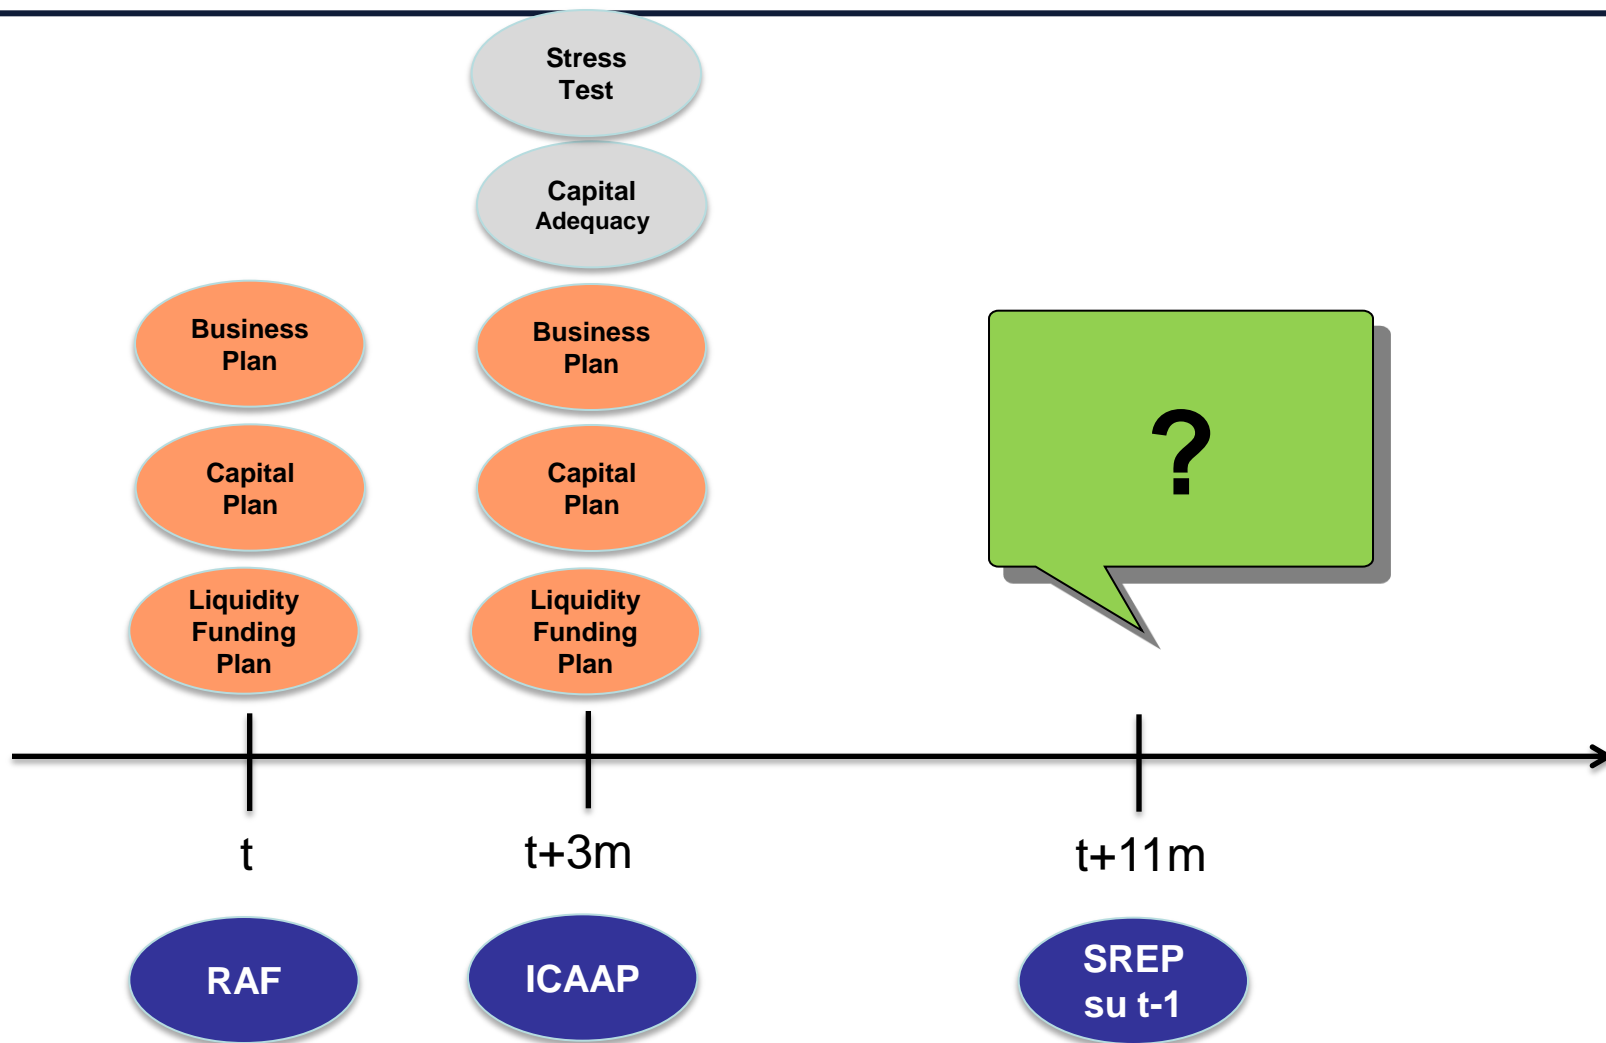 Stress
Test
Capital
Adequacy
Business
Plan
Business
Plan
?
Capital
Plan
Capital
Plan
Liquidity
Funding
Plan
Liquidity
Funding
Plan
t
t+3m
t+11m
RAF
ICAAP
SREP
su t-1